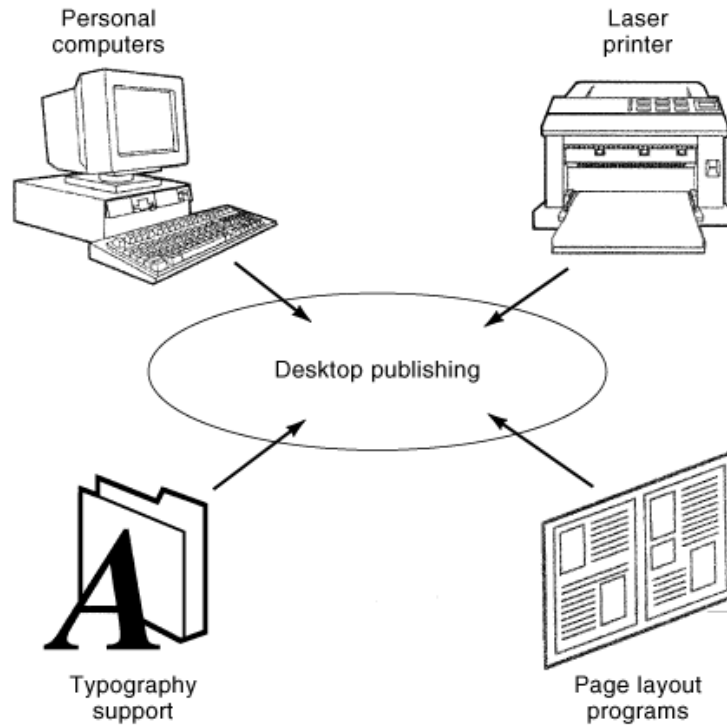 Personal
computers
Laser
printer
Desktop publishing
A
Typography
support
Page layout
programs